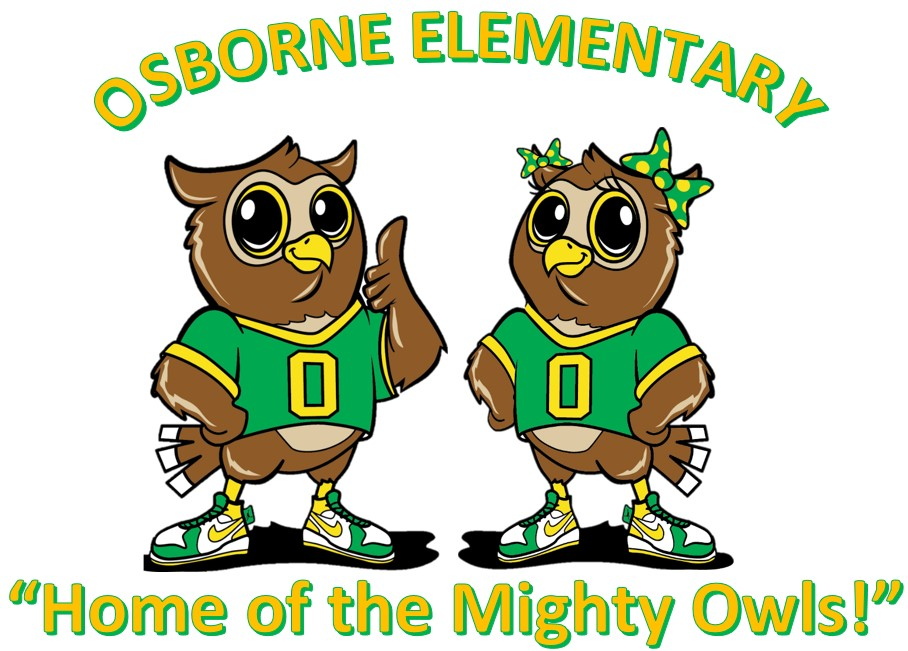 OSBORNE ELEMENTARY
O
O
“Home of the Mighty Owls!”